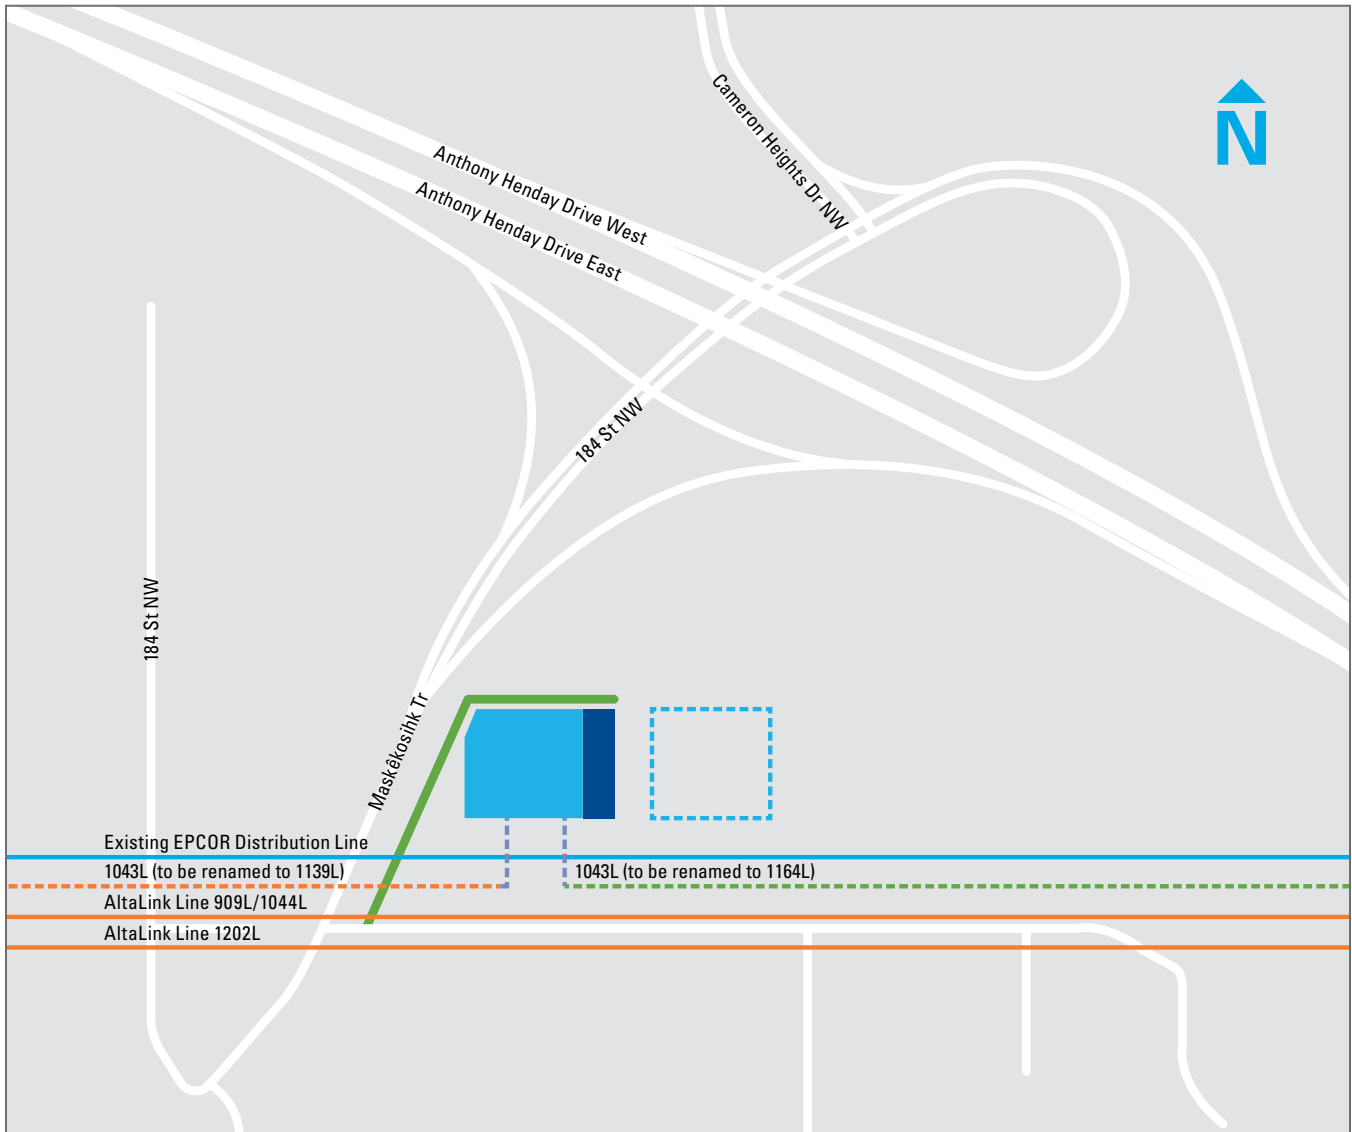 Cameron Heights Dr NW
N
Anthony Henday Drive West
Anthony Henday Drive East
184 St NW
184 St NW
Maskêkosihk Tr
Existing EPCOR Distribution Line
1043L (to be renamed to 1139L)
1043L (to be renamed to 1164L)
AltaLink Line 909L/1044L
AltaLink Line 1202L